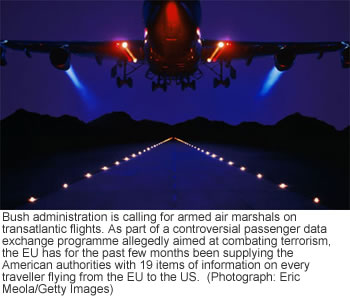 Bush administration is calling for armed air marshals on
transatlantic flights. As part of a controversial passenger data
exchange programme allegedly aimed at combating terrorism,
the EU has for the past few months been supplying the
American authorities with 19 items of information on every
traveller flying from the EU to the US.  (Photograph: Eric
Meola/Getty Images)